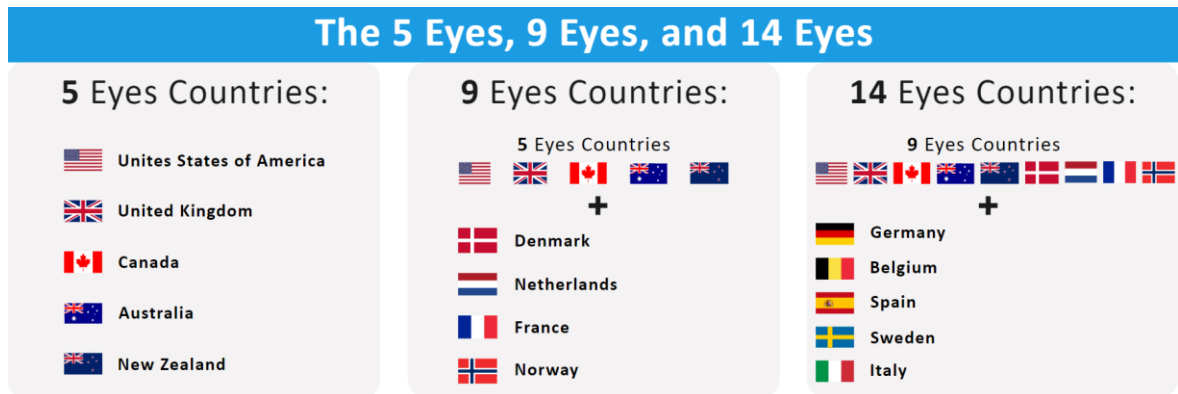 The 5 Eyes, 9 Eyes, and 14 Eyes
5 Eyes Countries:
Unites States of America
United Kingdom
Canada
Australia
New Zealand
9 Eyes Countries:
5 Eyes Countries
+
Denmark
Netherlands
France
Norway
14 Eyes Countries:
9 Eyes Countries
+
Germany
Belgium
Spain
Sweden
Italy